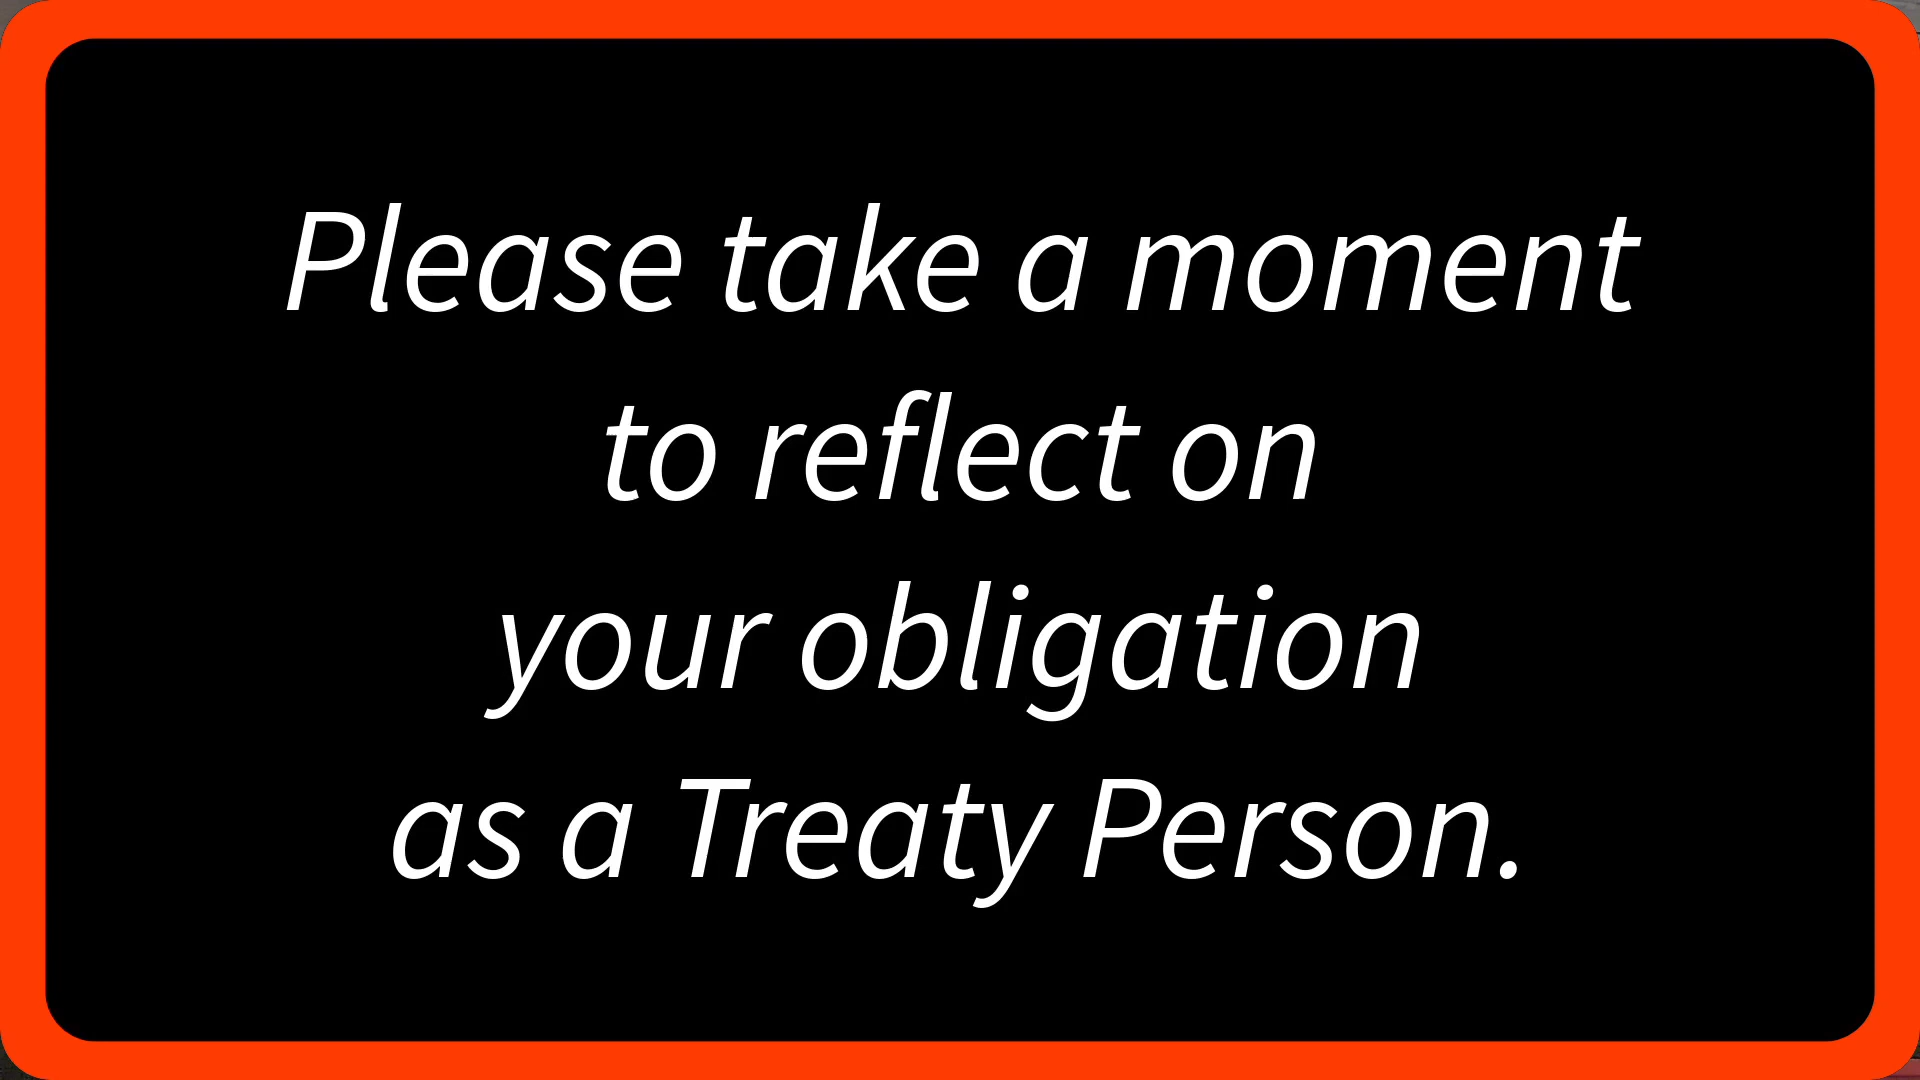 Please take a moment
to reflect on
your obligation
as a Treaty Person.